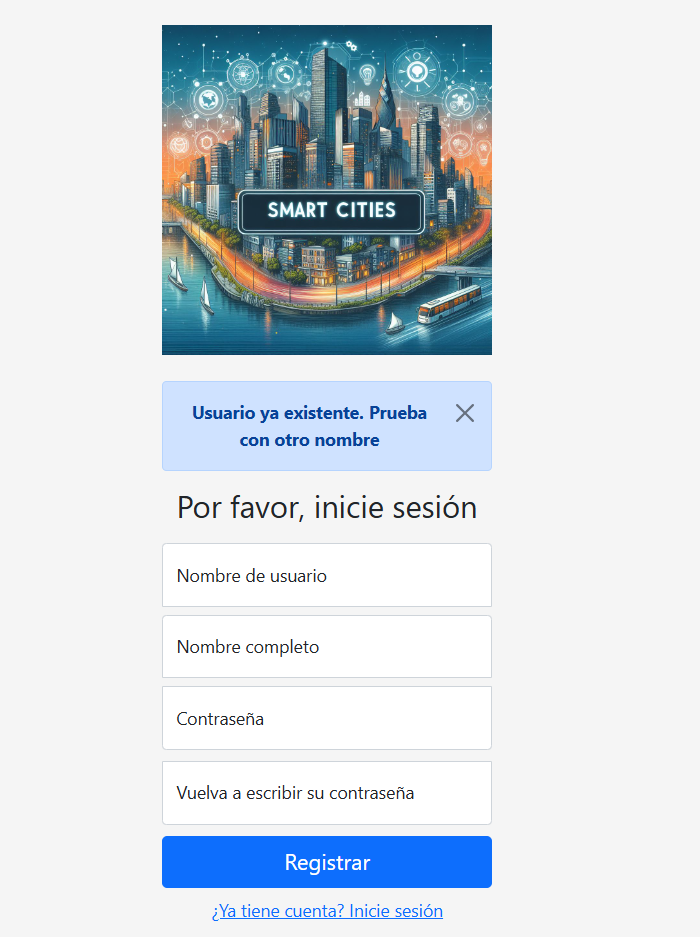 SMART CITIES
Usuario ya existente. Prueba
con otro nombre
Por favor, inicie sesión
Nombre de usuario
Nombre completo
Contraseña
Vuelva a escribir su contraseña
Registrar
¿Ya tiene cuenta? Inicie sesión